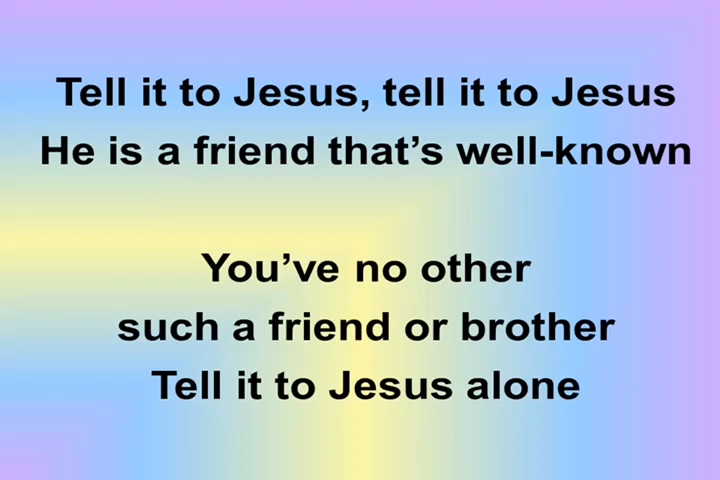 Tell it to Jesus, tell it to Jesus
He is a friend that’s well-known
You’ve no other
such a friend or brother
Tell it to Jesus alone